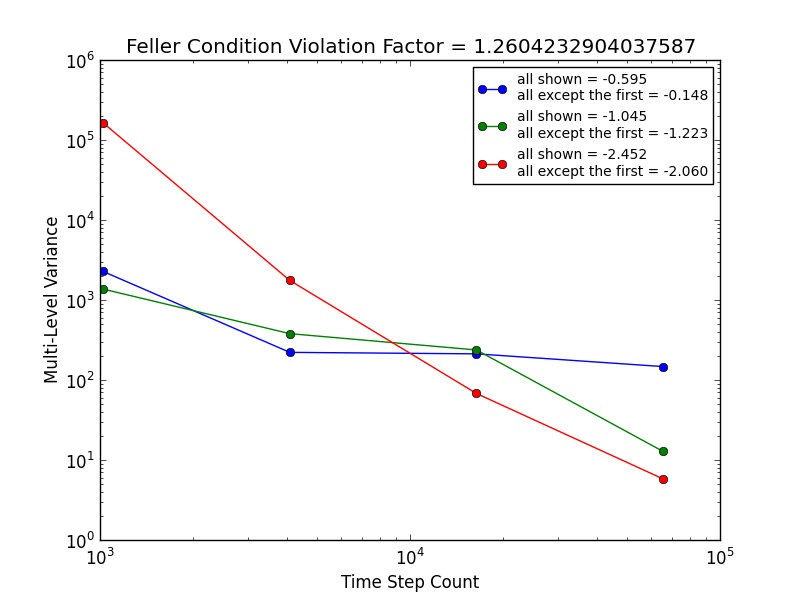 Feller Condition Violation Factor = 1.2604232904037587
all shown = -0.595
all except the first = -0.148
all shown = -1.045
all except the first = -1.223
all shown = -2.452
all except the first = -2.060
Multi-Level Variance
10^6
10^5
10^4
10^3
10^2
10^1
10^0
10^3 10^4 10^5
Time Step Count